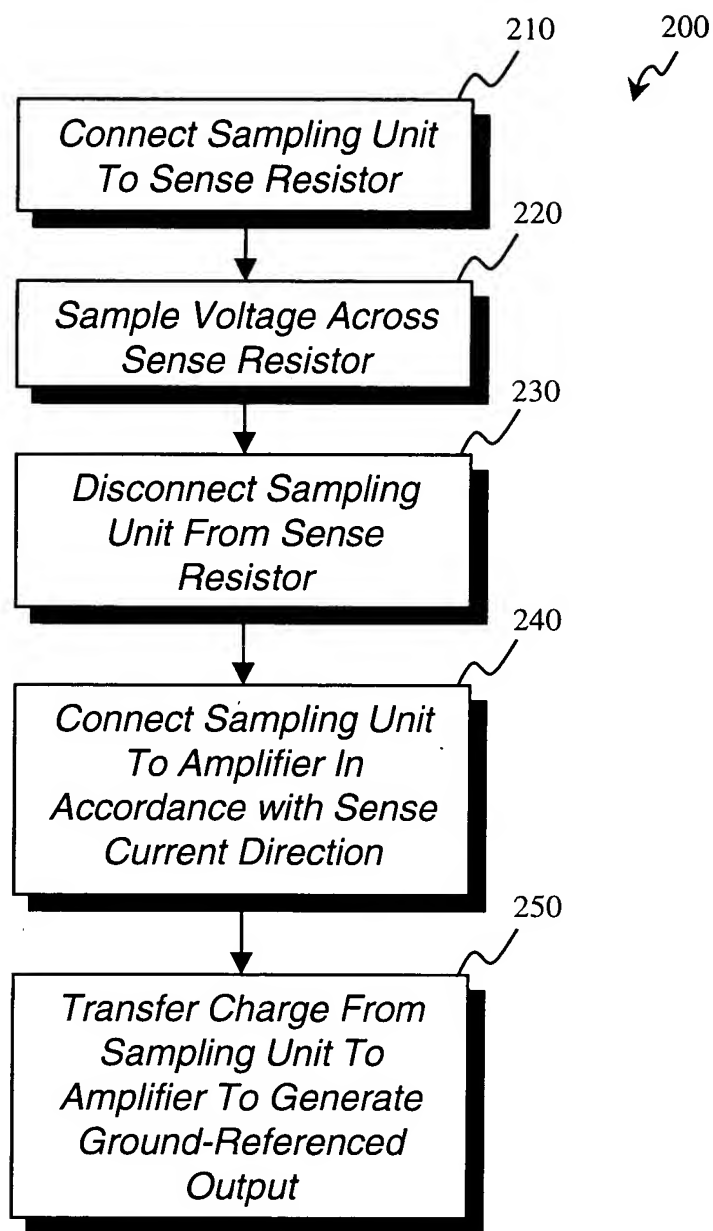 210
200
Connect Sampling Unit
To Sense Resistor
220
Sample Voltage Across
Sense Resistor
230
Disconnect Sampling
Unit From Sense
Resistor
240
Connect Sampling Unit
To Amplifier In
Accordance with Sense
Current Direction
250
Transfer Charge From
Sampling Unit To
Amplifier To Generate
Ground-Referenced
Output